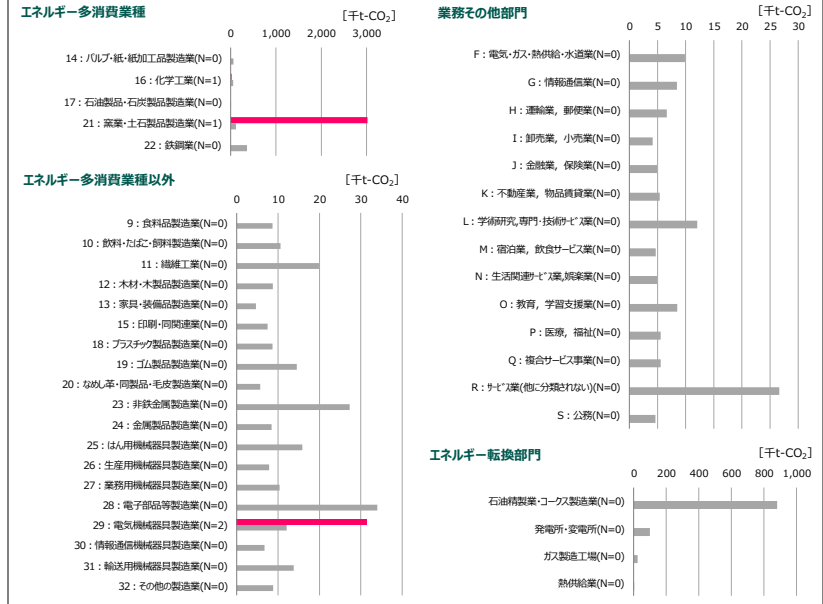 エネルギー多消費業種
[千t-CO2]
0 1,000 2,000 3,000
14：パルプ・紙・紙加工品製造業(N=0)
16：化学工業(N=1)
17：石油製品・石炭製品製造業(N=0)
21：窯業・土石製品製造業(N=1)
22：鉄鋼業(N=0)
エネルギー多消費業種以外
[千t-CO2]
0 10 20 30 40
9：食料品製造業(N=0)
10：飲料・たばこ・飼料製造業(N=0)
11：繊維工業(N=0)
12：木材・木製品製造業(N=0)
13：家具・装備品製造業(N=0)
15：印刷・同関連業(N=0)
18：プラスチック製品製造業(N=0)
19：ゴム製品製造業(N=0)
20：なめし革・同製品・毛皮製造業(N=0)
23：非鉄金属製造業(N=0)
24：金属製品製造業(N=0)
25：はん用機械器具製造業(N=0)
26：生産用機械器具製造業(N=0)
27：業務用機械器具製造業(N=0)
28：電子部品等製造業(N=0)
29：電気機械器具製造業(N=2)
30：情報通信機械器具製造業(N=0)
31：輸送用機械器具製造業(N=0)
32：その他の製造業(N=0)
業務その他部門
[千t-CO2]
0 5 10 15 20 25 30
F：電気・ガス・熱供給・水道業(N=0)
G：情報通信業(N=0)
H：運輸業，郵便業(N=0)
I：卸売業，小売業(N=0)
J：金融業，保険業(N=0)
K：不動産業，物品賃貸業(N=0)
L：学術研究,専門・技術ｻｰﾋﾞｽ業(N=0)
M：宿泊業，飲食サービス業(N=0)
N：生活関連ｻｰﾋﾞｽ業,娯楽業(N=0)
O：教育，学習支援業(N=0)
P：医療，福祉(N=0)
Q：複合サービス事業(N=0)
R：ｻｰﾋﾞｽ業(他に分類されない)(N=0)
S：公務(N=0)
エネルギー転換部門
[千t-CO2]
0 200 400 600 800 1,000
石油精製業・コークス製造業(N=0)
発電所・変電所(N=0)
ガス製造工場(N=0)
熱供給業(N=0)